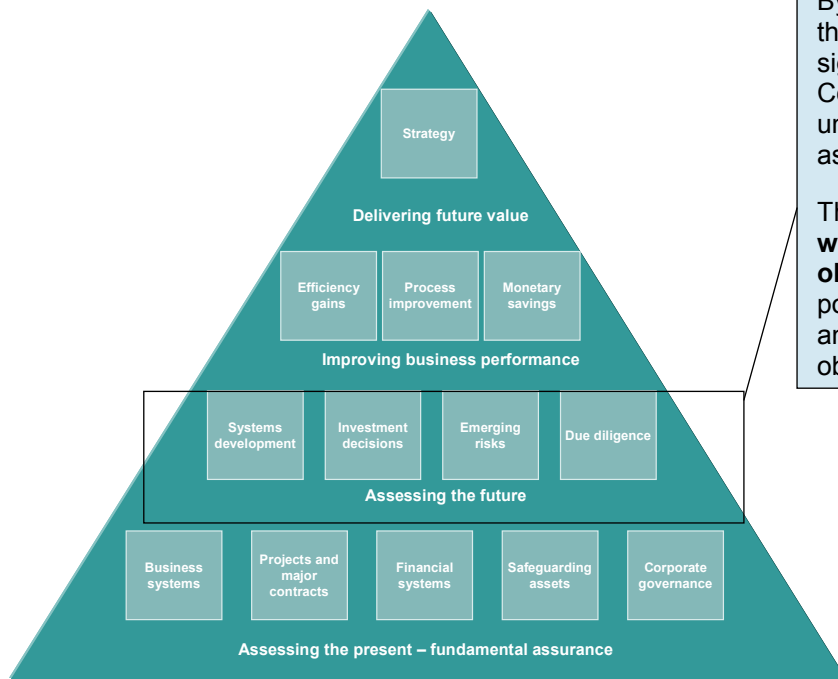 Strategy
Delivering future value
Efficiency
gains
Process
improvement
Monetary
savings
Improving business performance
Systems
development
Investment
decisions
Emerging
risks
Due diligence
Assessing the future
Business
systems
Projects and
major
contracts
Financial
systems
Safeguarding
assets
Corporate
governance
Assessing the present – fundamental assurance